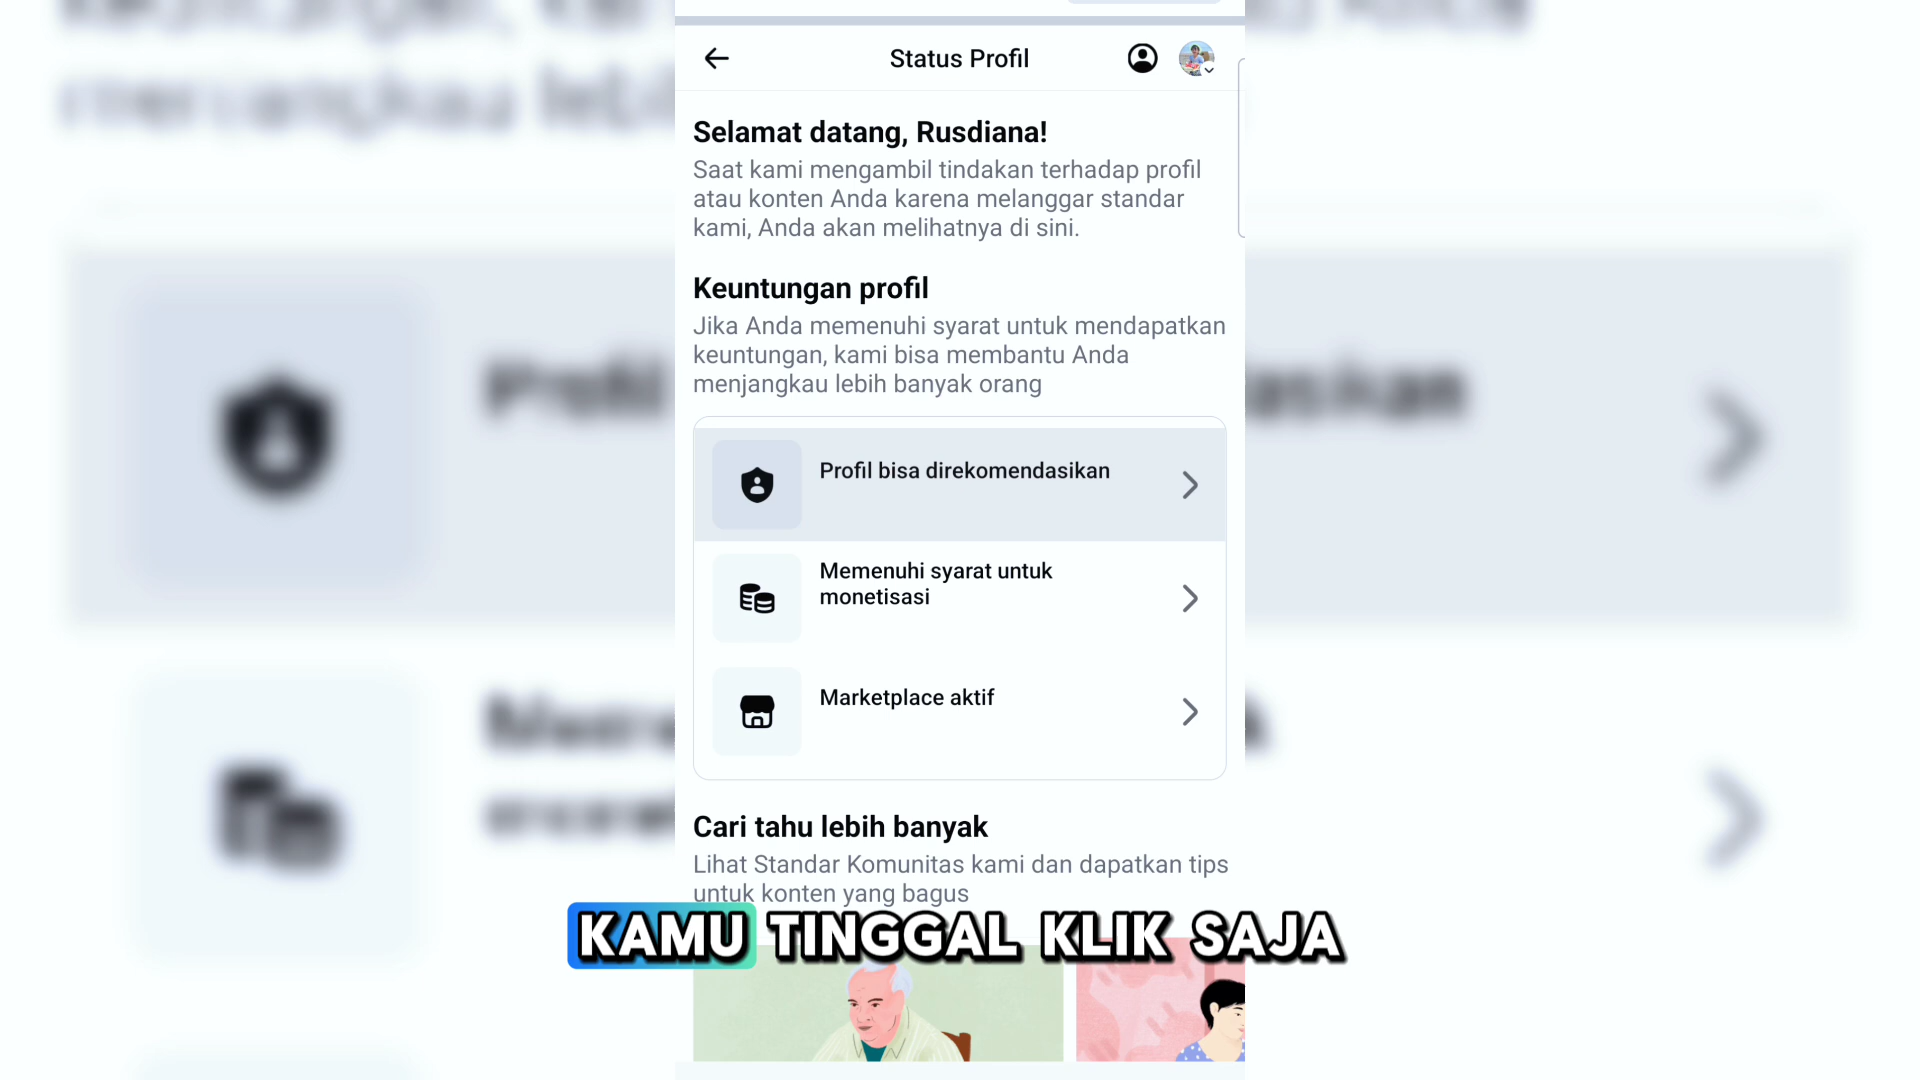 Status Profil
Selamat datang, Rusdiana!
Saat kami mengambil tindakan terhadap profil
atau konten Anda karena melanggar standar
kami, Anda akan melihatnya di sini.
Keuntungan profil
Jika Anda memenuhi syarat untuk mendapatkan
keuntungan, kami bisa membantu Anda
menjangkau lebih banyak orang
Profil bisa direkomendasikan
Memenuhi syarat untuk
monetisasi
Marketplace aktif
Cari tahu lebih banyak
Lihat Standar Komunitas kami dan dapatkan tips
untuk konten yang bagus
KAMU TINGGAL KLIK SAJA